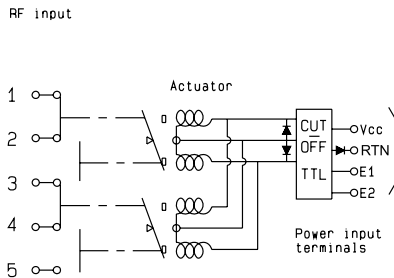 RF input
Actuator
1
2
3
4
5
CUT
OFF
TTL
Vcc
RTN
E1
E2
Power input
terminals